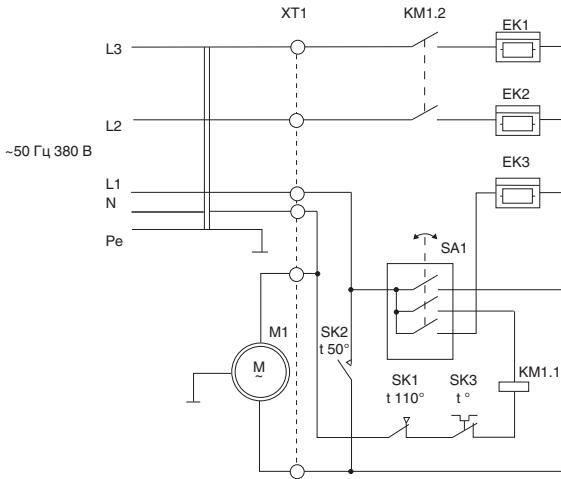 XT1
KM1.2
EK1
L3
EK2
L2
~50 Гц 380 В
EK3
L1
N
Pe
SA1
M1
SK2
t 50°
M
~
SK1
t 110°
SK3
t °
KM1.1